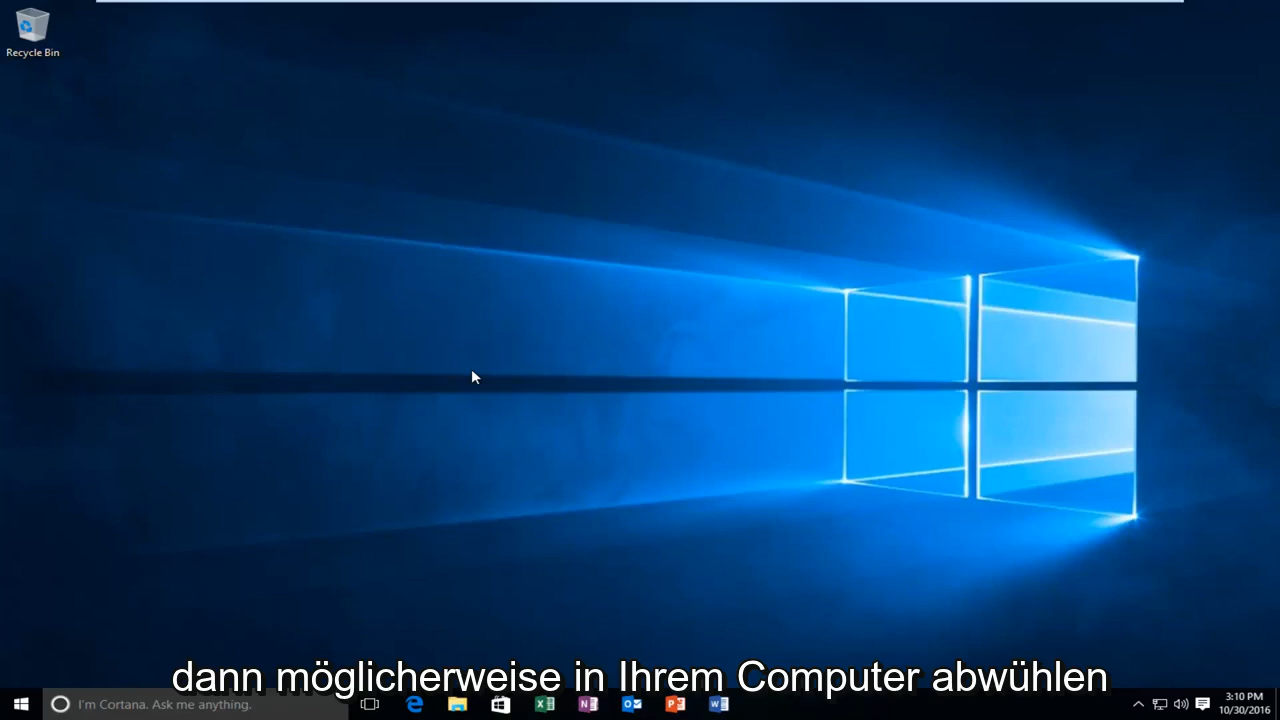 Recycle Bin
dann möglicherweise in Ihrem Computer abwühlen
I'm Cortana. Ask me anything.
3:10 PM
10/30/2016